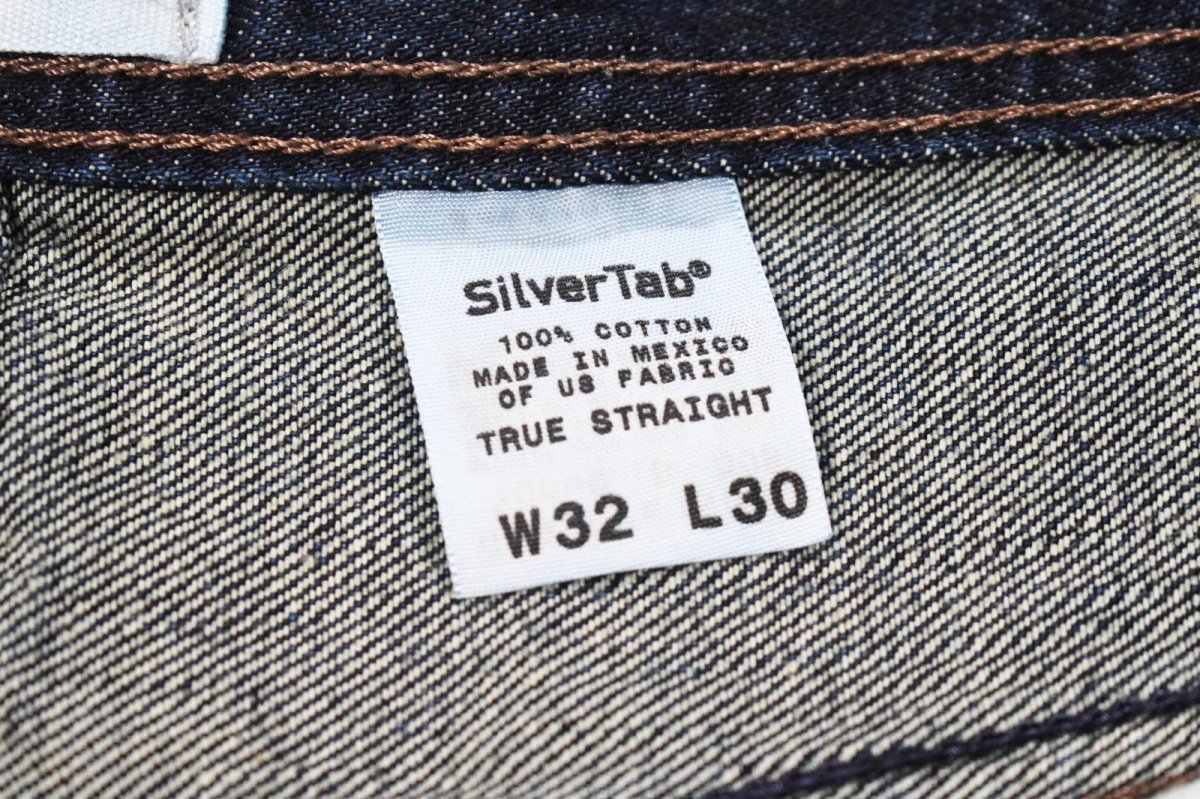 SilverTab®
100% COTTON
MADE IN MEXICO
OF US FABRIC
TRUE STRAIGHT
W32 L30